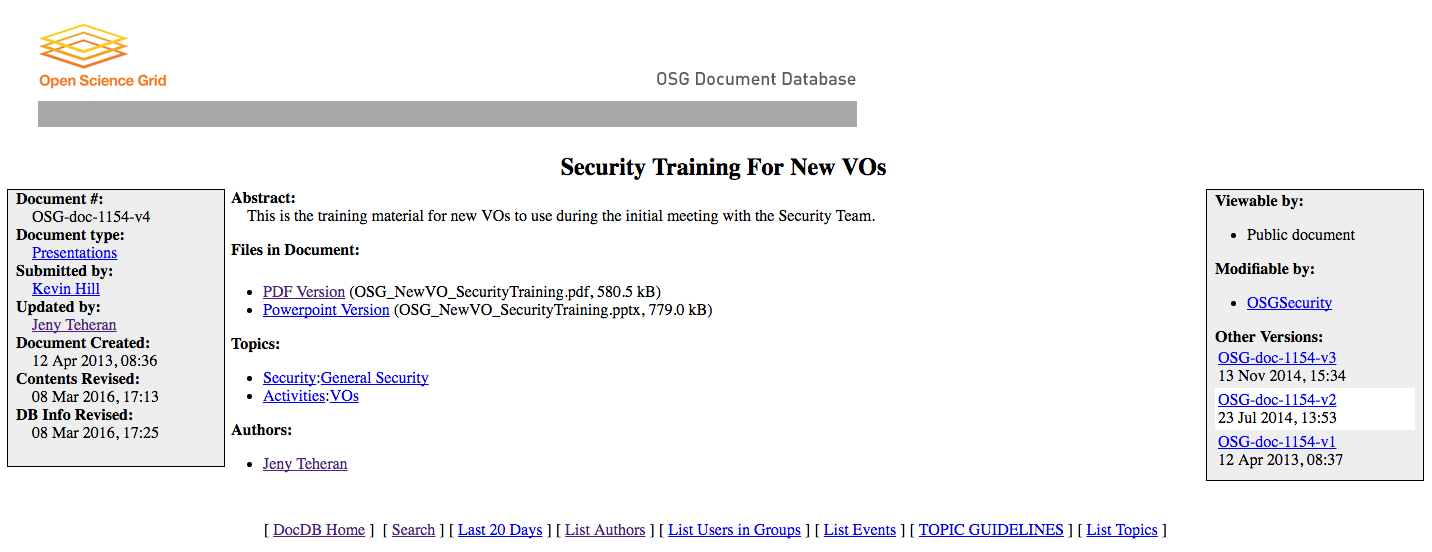 Open Science Grid
OSG Document Database
Security Training For New VOs
Document #:
OSG-doc-1154-v4
Document type:
Presentations
Submitted by:
Kevin Hill
Updated by:
Jeny Teheran
Document Created:
12 Apr 2013, 08:36
Contents Revised:
08 Mar 2016, 17:13
DB Info Revised:
08 Mar 2016, 17:25
Abstract:
This is the training material for new VOs to use during the initial meeting with the Security Team.
Files in Document:
• PDF Version (OSG_NewVO_SecurityTraining.pdf, 580.5 kB)
• Powerpoint Version (OSG_NewVO_SecurityTraining.pptx, 779.0 kB)
Topics:
• Security:General Security
• Activities:VOs
Authors:
• Jeny Teheran
Viewable by:
• Public document
Modifiable by:
• OSGSecurity
Other Versions:
OSG-doc-1154-v3
13 Nov 2014, 15:34
OSG-doc-1154-v2
23 Jul 2014, 13:53
OSG-doc-1154-v1
12 Apr 2013, 08:37
[ DocDB Home ] [ Search ] [ Last 20 Days ] [ List Authors ] [ List Users in Groups ] [ List Events ] [ TOPIC GUIDELINES ] [ List Topics ]